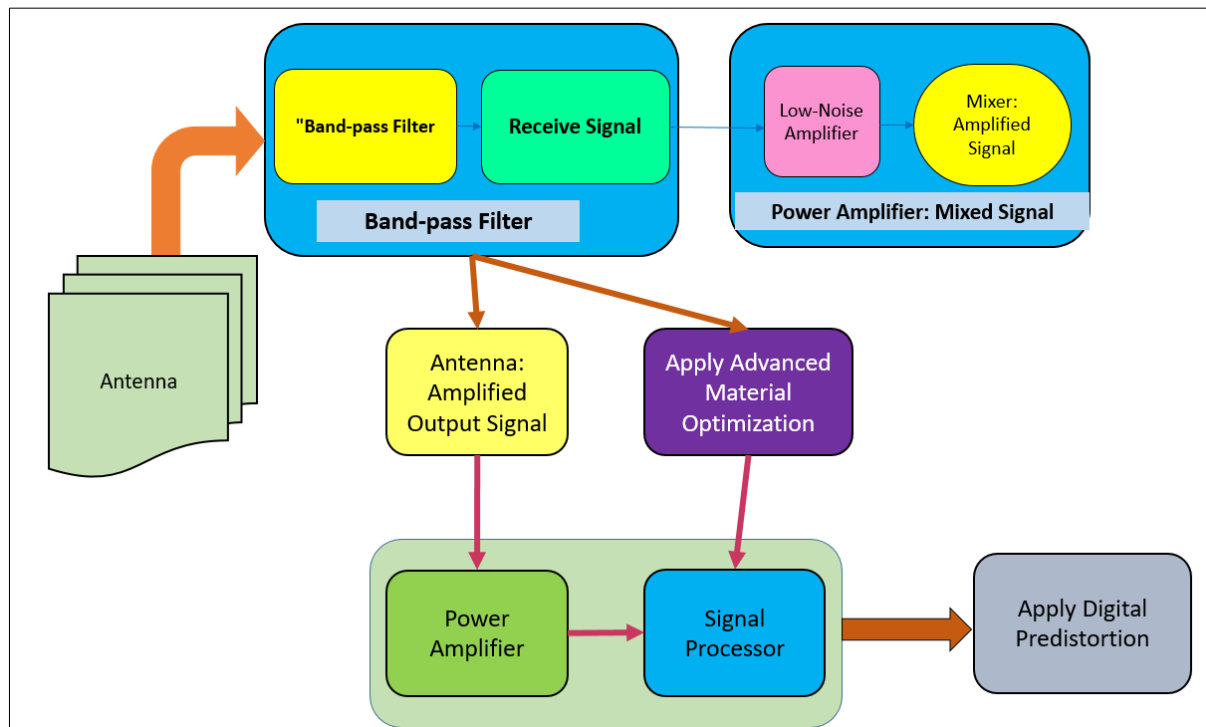 "Band-pass Filter
Receive Signal
Band-pass Filter
Low-Noise
Amplifier
Mixer:
Amplified
Signal
Power Amplifier: Mixed Signal
Antenna
Antenna:
Amplified
Output Signal
Apply Advanced
Material
Optimization
Power
Amplifier
Signal
Processor
Apply Digital
Predistortion